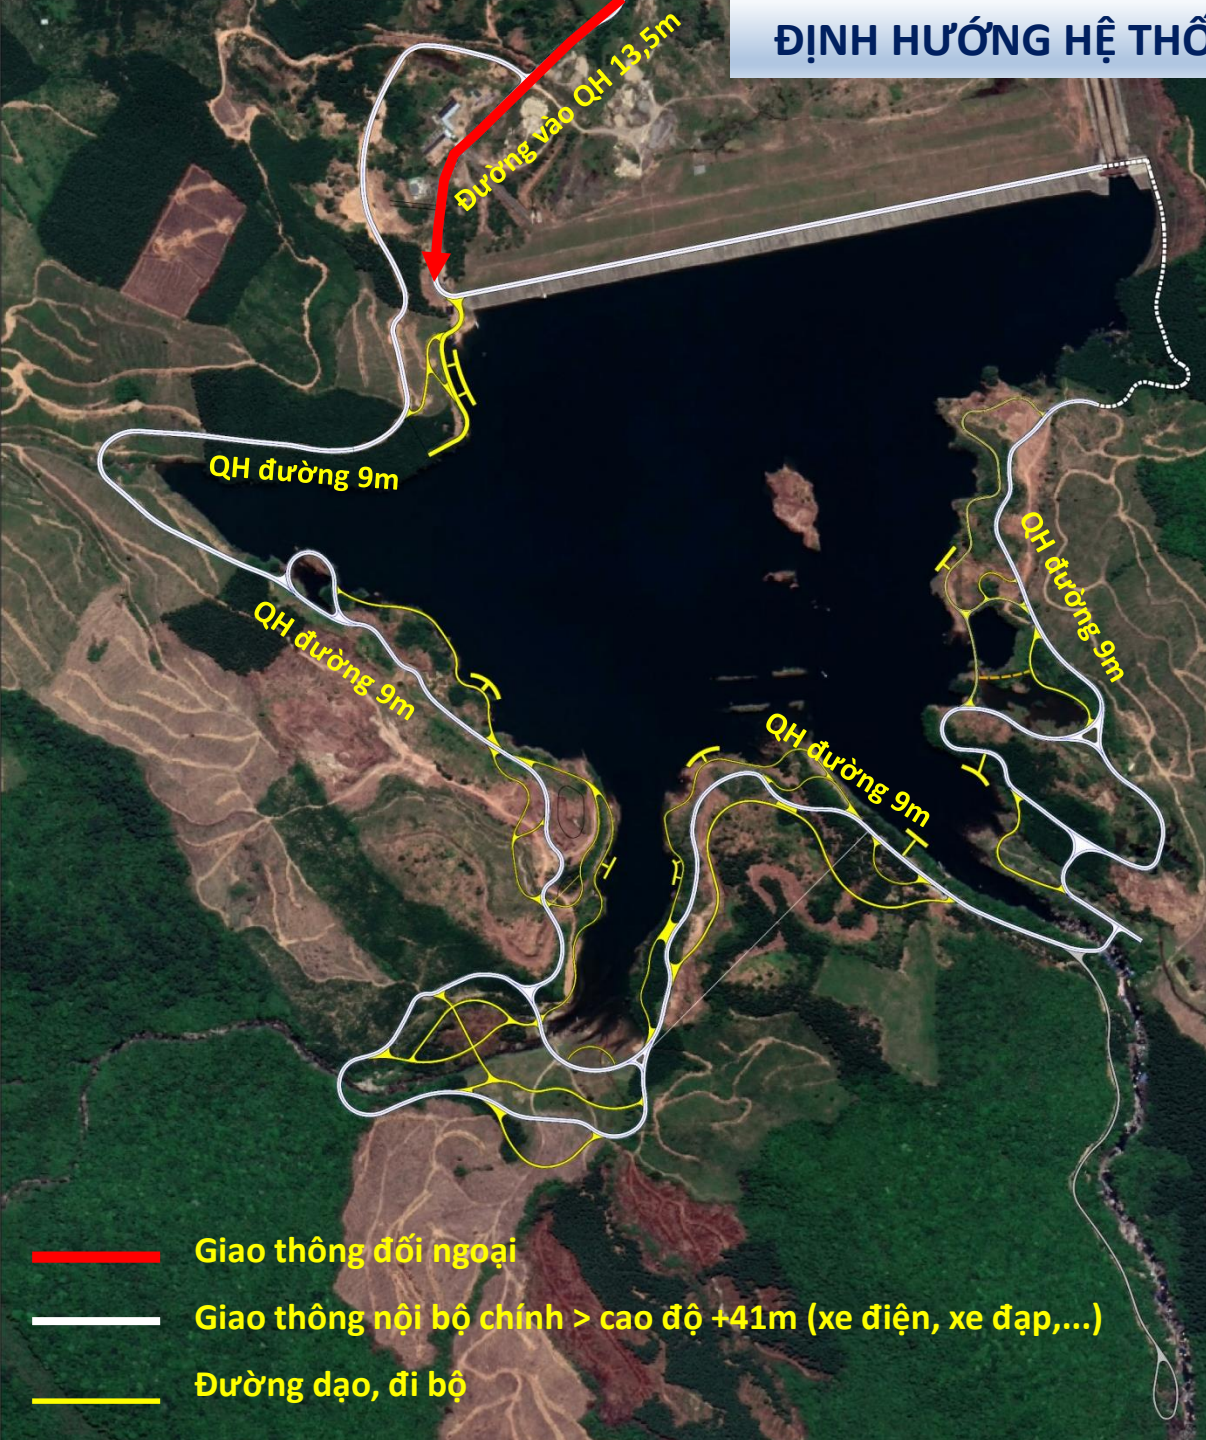 ĐỊNH HƯỚNG HỆ THỐ
Đường vào QH 13,5m
QH đường 9m
QH đường 9m
QH đường 9m
QH đường 9m
Giao thông đối ngoại
Giao thông nội bộ chính > cao độ +41m (xe điện, xe đạp,...)
Đường dạo, đi bộ